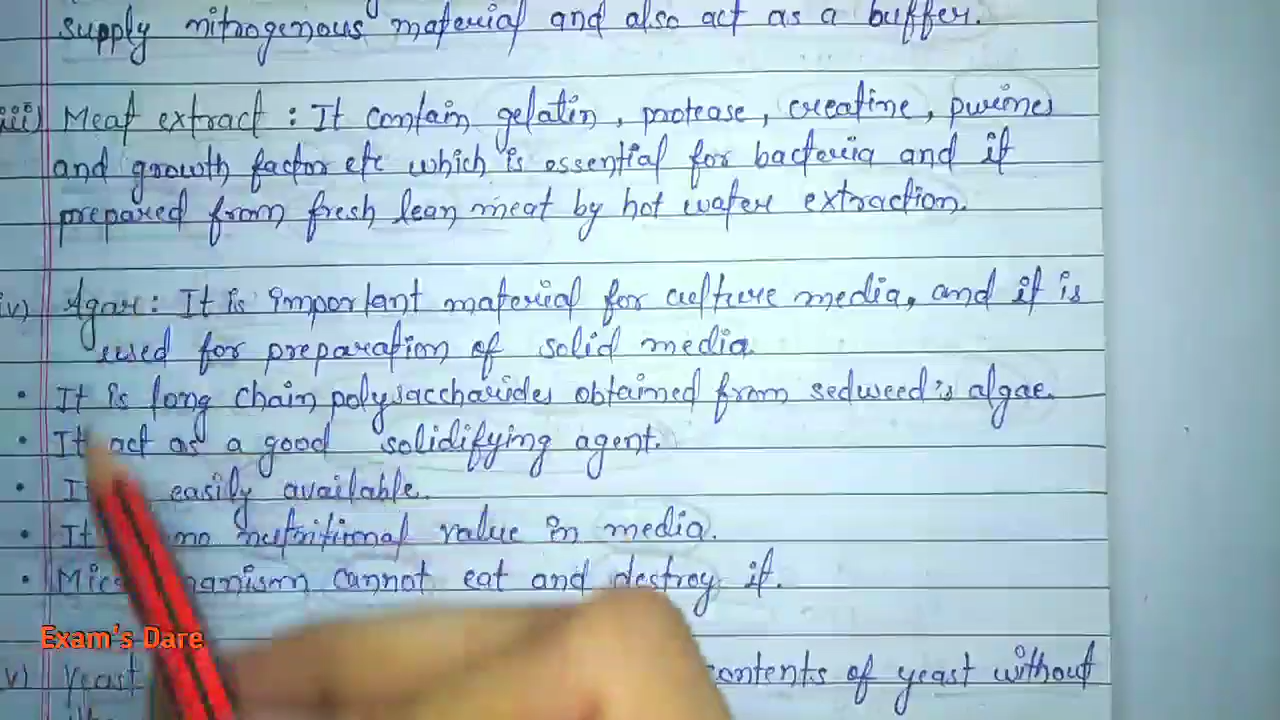 supply nitrogenous material and also act as a buffer.
iii) Meat extract : It contain gelatin, protease, creatine, purines
and growth factor etc which is essential for bacteria and it
prepared from fresh lean meat by hot water extraction.
iv) Agar: It is important material for culture media, and it is
used for preparation of solid media.
• It is long chain polysaccharides obtained from sedweed's algae.
• It act as a good solidifying agent.
• easily available.
• It no nutritional value in media.
• cannot eat and destroy it.
Exam's Dare
v) Yeast contents of yeast without